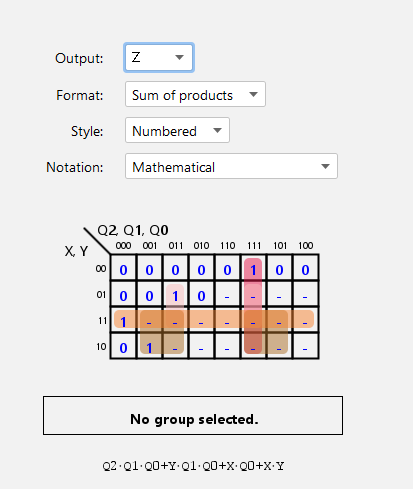 Output: Z
Format: Sum of products
Style: Numbered
Notation: Mathematical
Q2, Q1, Q0
X, Y 000 001 011 010 110 111 101 100
00 0 0 0 0 0 1 0 0
01 0 0 1 0 - - - -
11 1 - - - - - - -
10 0 1 - - - - - -
No group selected.
Q2·Q1·Q0+Y·Q1·Q0+X·Q0+X·Y